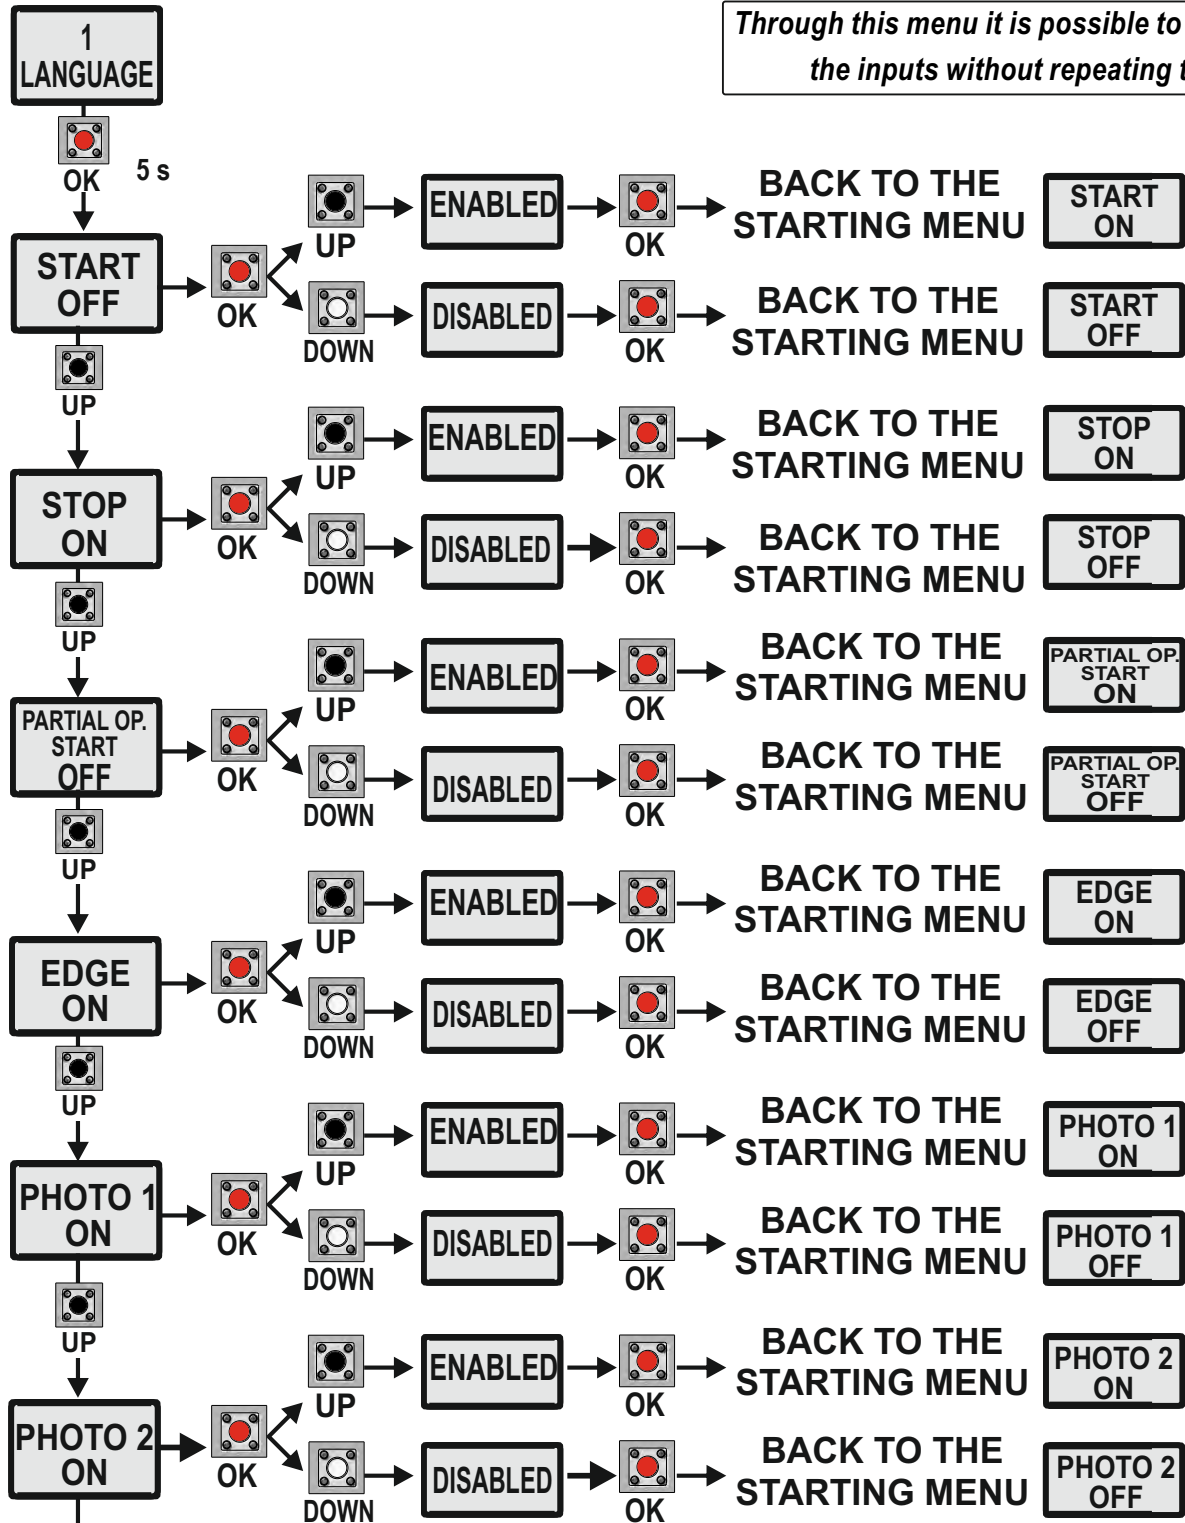 Through this menu it is possible to
the inputs without repeating
1
LANGUAGE
OK
5 s
START
OFF
OK
UP
ENABLED
OK
BACK TO THE
STARTING MENU
START
ON
DOWN
DISABLED
OK
BACK TO THE
STARTING MENU
START
OFF
UP
STOP
ON
OK
UP
ENABLED
OK
BACK TO THE
STARTING MENU
STOP
ON
DOWN
DISABLED
OK
BACK TO THE
STARTING MENU
STOP
OFF
UP
PARTIAL OP.
START
OFF
OK
UP
ENABLED
OK
BACK TO THE
STARTING MENU
PARTIAL OP.
START
ON
DOWN
DISABLED
OK
BACK TO THE
STARTING MENU
PARTIAL OP.
START
OFF
UP
EDGE
ON
OK
UP
ENABLED
OK
BACK TO THE
STARTING MENU
EDGE
ON
DOWN
DISABLED
OK
BACK TO THE
STARTING MENU
EDGE
OFF
UP
PHOTO 1
ON
OK
UP
ENABLED
OK
BACK TO THE
STARTING MENU
PHOTO 1
ON
DOWN
DISABLED
OK
BACK TO THE
STARTING MENU
PHOTO 1
OFF
UP
PHOTO 2
ON
OK
UP
ENABLED
OK
BACK TO THE
STARTING MENU
PHOTO 2
ON
DOWN
DISABLED
OK
BACK TO THE
STARTING MENU
PHOTO 2
OFF